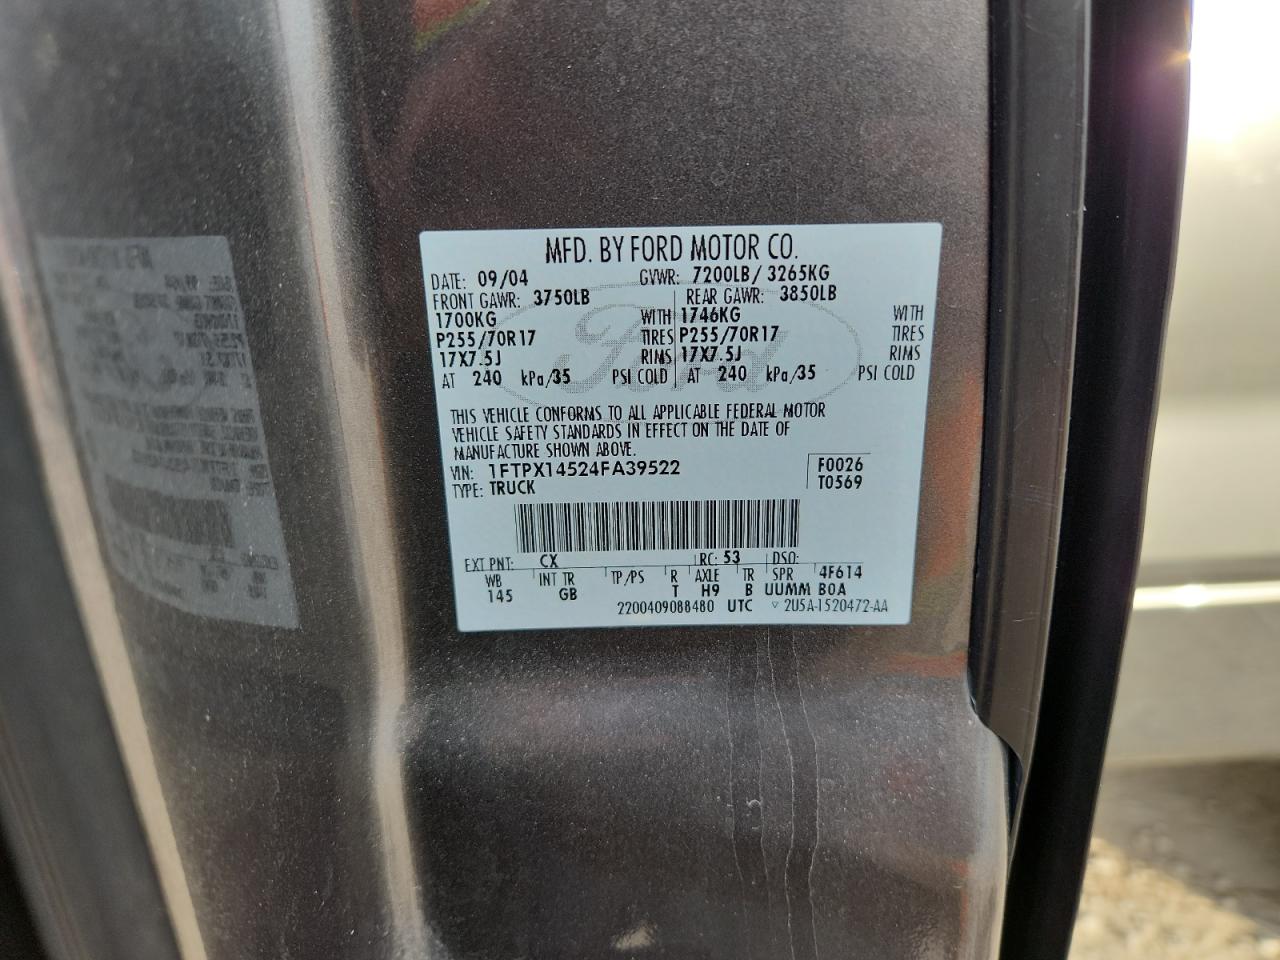 MFD. BY FORD MOTOR CO.
DATE: 09/04 GVWR: 7200LB/ 3265KG
FRONT GAWR: 3750LB REAR GAWR: 3850LB
1700KG WITH 1746KG WITH
P255/70R17 TIRES P255/70R17 TIRES
17X7.5J RIMS 17X7.5J RIMS
AT 240 kPa/35 PSI COLD AT 240 kPa/35 PSI COLD
Ford
THIS VEHICLE CONFORMS TO ALL APPLICABLE FEDERAL MOTOR
VEHICLE SAFETY STANDARDS IN EFFECT ON THE DATE OF
MANUFACTURE SHOWN ABOVE.
VIN: 1FTPX14524FA39522 F0026
TYPE: TRUCK T0569
EXT PNT: CX RC: 53 DSO:
WB INT TR TP/PS R AXLE TR SPR 4F614
145 GB T H9 B UUMM BOA
2200409088480 UTC ▽ 2U5A-1520472-AA